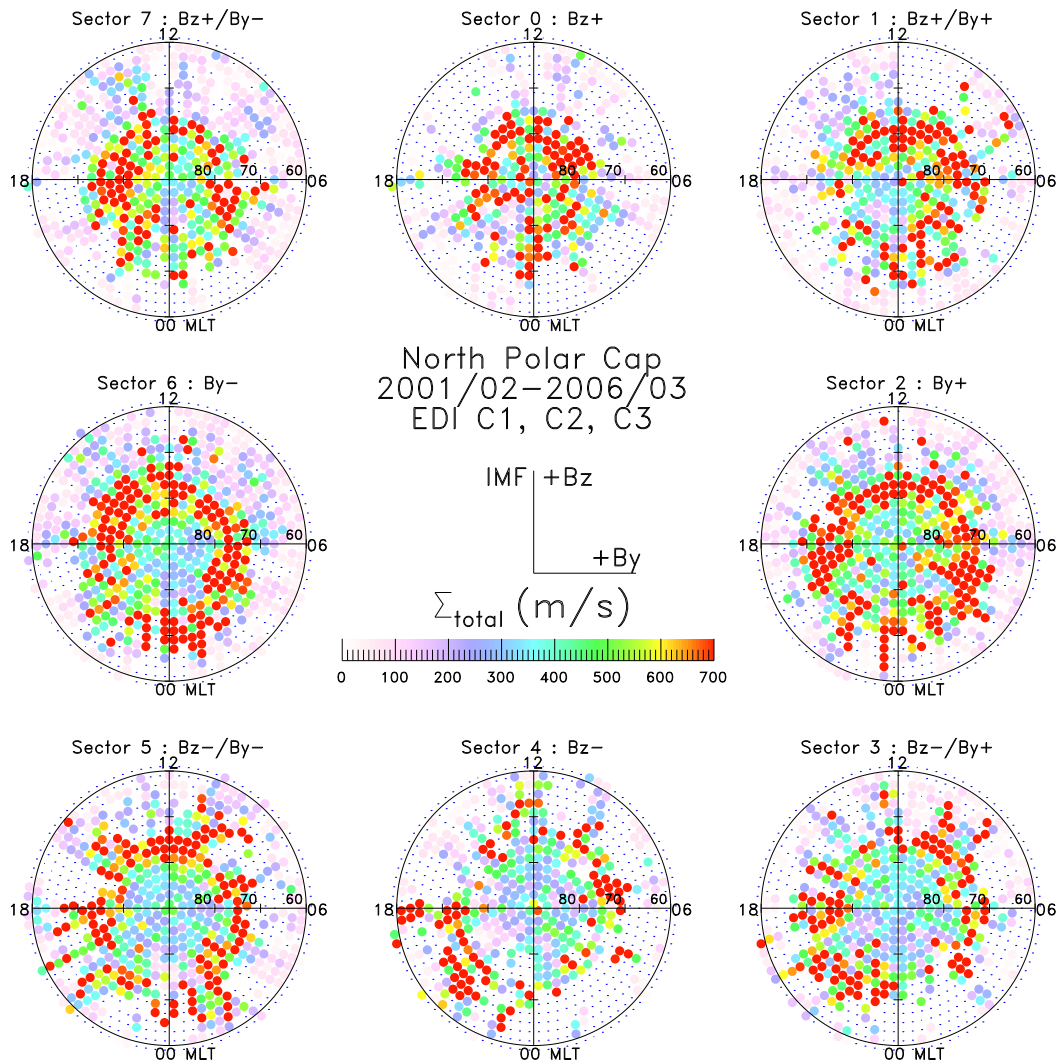 Sector 7 : Bz+/By-
12
80 70 60
18 06
00 MLT
Sector 0 : Bz+
12
80 70 60
18 06
00 MLT
Sector 1 : Bz+/By+
12
80 70 60
18 06
00 MLT
North Polar Cap
2001/02-2006/03
EDI C1, C2, C3
Sector 6 : By-
12
80 70 60
18 06
00 MLT
IMF +Bz
+By
Σtotal (m/s)
0 100 200 300 400 500 600 700
Sector 2 : By+
12
80 70 60
18 06
00 MLT
Sector 5 : Bz-/By-
12
80 70 60
18 06
00 MLT
Sector 4 : Bz-
12
80 70 60
18 06
00 MLT
Sector 3 : Bz-/By+
12
80 70 60
18 06
00 MLT